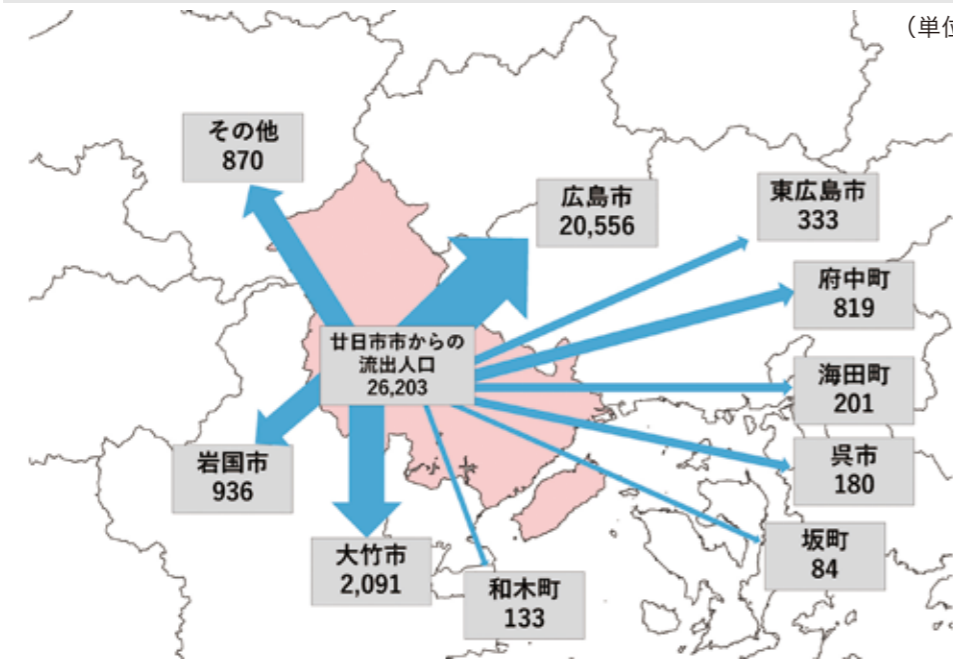 （単位
その他
870
広島市
20,556
東広島市
333
府中町
819
廿日市市からの
流出人口
26,203
海田町
201
岩国市
936
呉市
180
坂町
84
大竹市
2,091
和木町
133